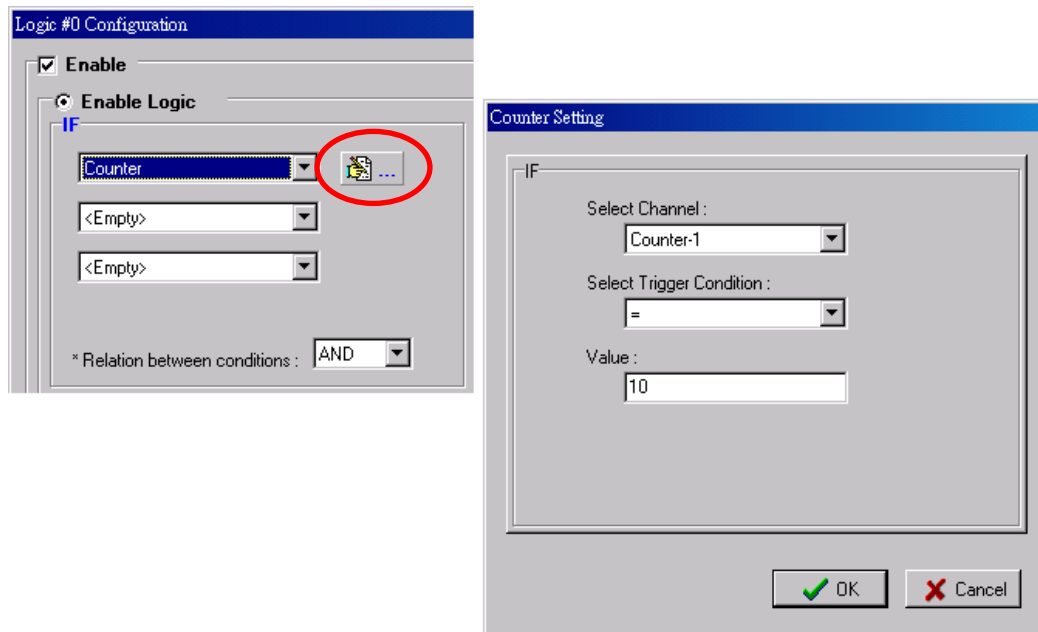 Logic #0 Configuration
Enable
Enable Logic
IF
Counter
...
<Empty>
<Empty>
* Relation between conditions : AND
Counter Setting
IF
Select Channel :
Counter-1
Select Trigger Condition :
=
Value :
10
OK Cancel